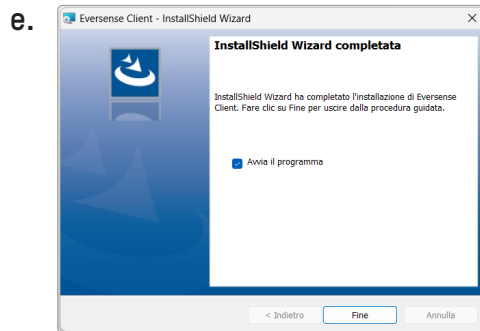 e.
Eversense Client - InstallShield Wizard
InstallShield Wizard completata
InstallShield Wizard ha completato l'installazione di Eversense
Client. Fare clic su Fine per uscire dalla procedura guidata.
Avvia il programma
< Indietro Fine Annulla